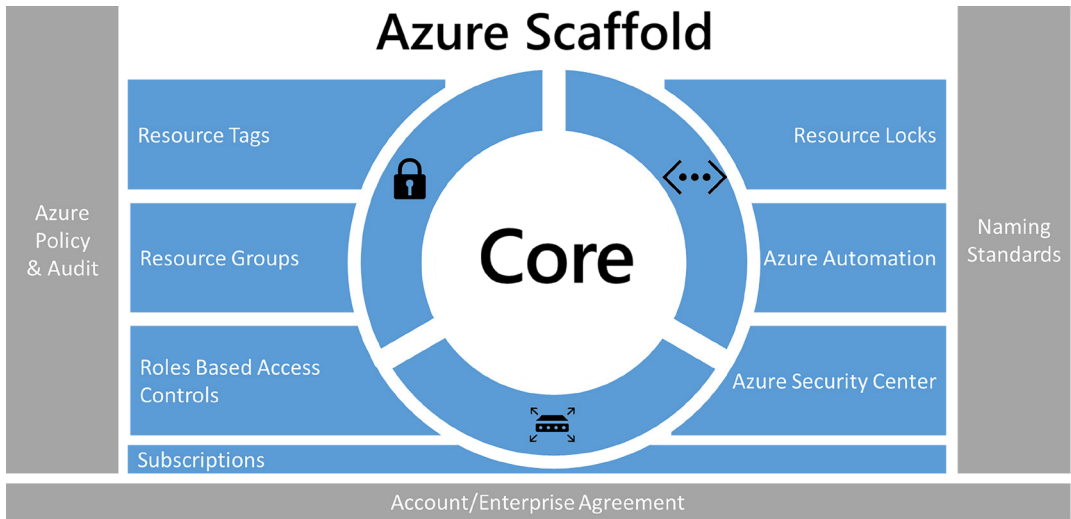 Azure Scaffold
Resource Tags
Resource Locks
Azure
Policy
& Audit
Resource Groups
Core
Azure Automation
Naming
Standards
Roles Based Access
Controls
Azure Security Center
Subscriptions
Account/Enterprise Agreement